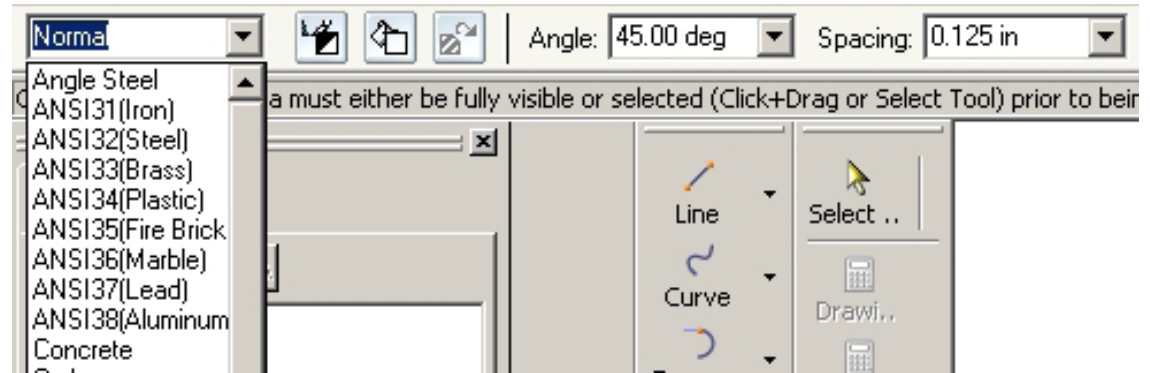 Normal
Angle: 45.00 deg
Spacing: 0.125 in
a must either be fully visible or selected (Click+Drag or Select Tool) prior to bein
Angle Steel
ANSI31(Iron)
ANSI32(Steel)
ANSI33(Brass)
ANSI34(Plastic)
ANSI35(Fire Brick
ANSI36(Marble)
ANSI37(Lead)
ANSI38(Aluminum
Concrete
Line
Curve
Select ..
Drawi..